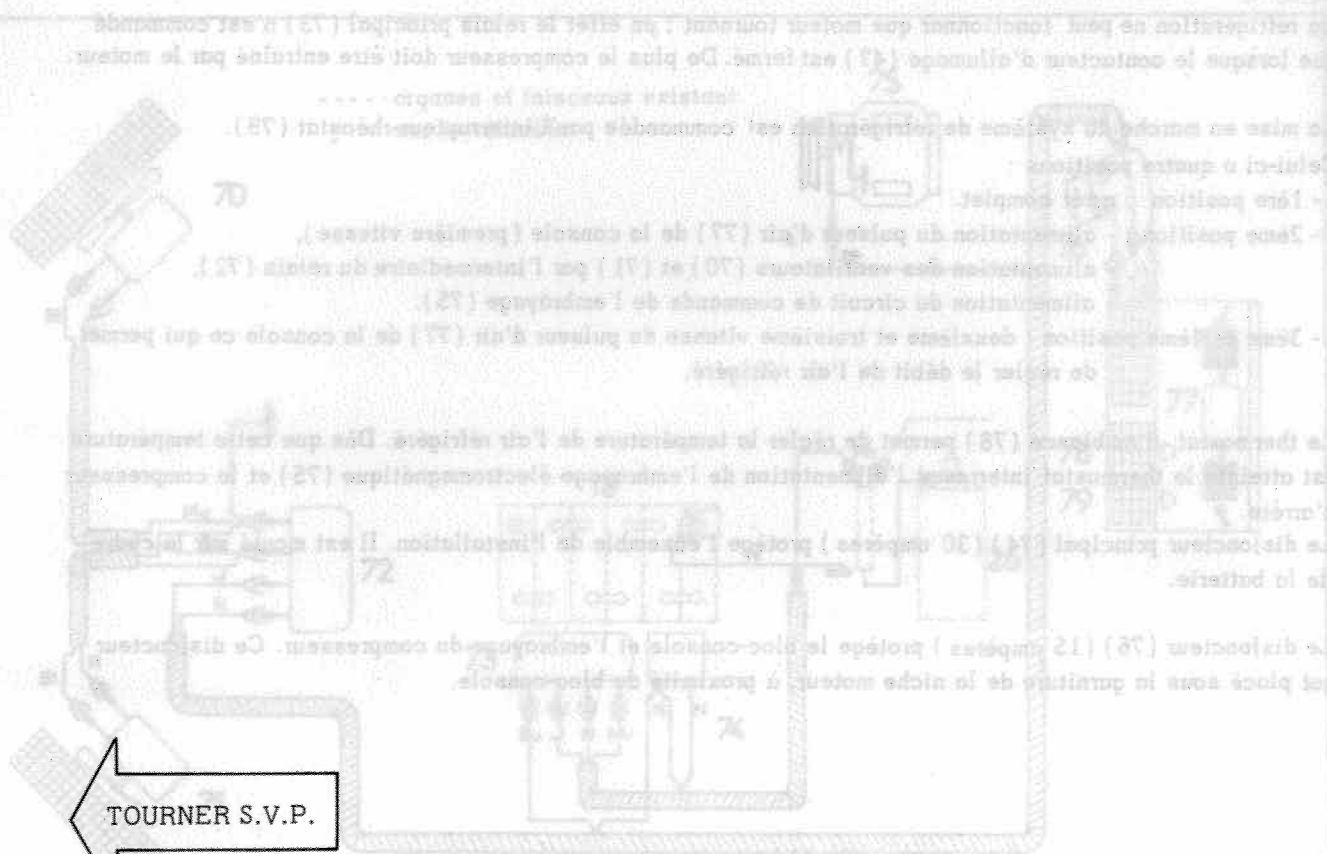 La réfrigération ne peut fonctionner que moteur tournant : en effet le relais principal (73) n'est commandé
que lorsque le contacteur d'allumage (43) est fermé. De plus le compresseur doit être entraîné par le moteur.
faisceau existant
La mise en marche du système de réfrigération est commandée par l'interrupteur-rhéostat (79).
Celui-ci a quatre positions
- 1ère position : arrêt complet.
- 2ème position : - alimentation du pulseur d'air (77) de la console (première vitesse),
- alimentation des ventilateurs (70) et (71) par l'intermédiaire du relais (72),
alimentation du circuit de commande de l'embrayage (75).
- 3ème position : deuxième et troisième vitesse du pulseur d'air (77) de la console ce qui permet
de régler le débit de l'air réfrigéré.
Le thermostat (78) permet de régler la température de l'air réfrigéré. Dès que cette température
est atteinte le thermostat interrompt l'alimentation de l'embrayage électromagnétique (75) et le compresseur
s'arrête.
Le disjoncteur principal (74) (30 ampères) protège l'ensemble de l'installation. Il est
de la batterie.
Le disjoncteur (76) (15 ampères) protège le bloc-console et l'embrayage du compresseur. Ce disjoncteur
est placé sous la garniture de la niche moteur, à proximité du bloc-console.
70
75
77
78
79
72
73
74
TOURNER S.V.P.